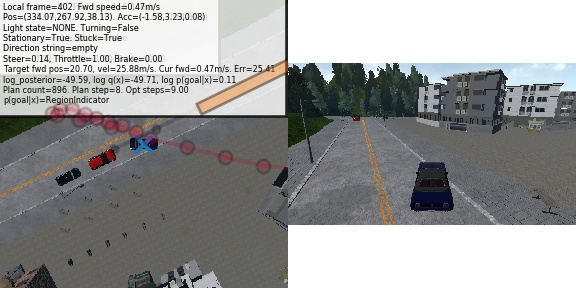 Local frame=402. Fwd speed=0.47m/s
Pos=(334.07,267.92,38.13). Acc=(-1.58,3.23,0.08)
Light state=NONE. Turning=False
Stationary=True. Stuck=True
Direction string=empty
Steer=0.14, Throttle=1.00, Brake=0.00
Target fwd pos=20.70, vel=25.88m/s. Cur fwd=0.47m/s. Err=25.41
log_posterior=-49.59, log q(x)=-49.71, log p(goal|x)=0.11
Plan count=896. Plan step=8. Opt steps=9.00
p(goal|x)=RegionIndicator